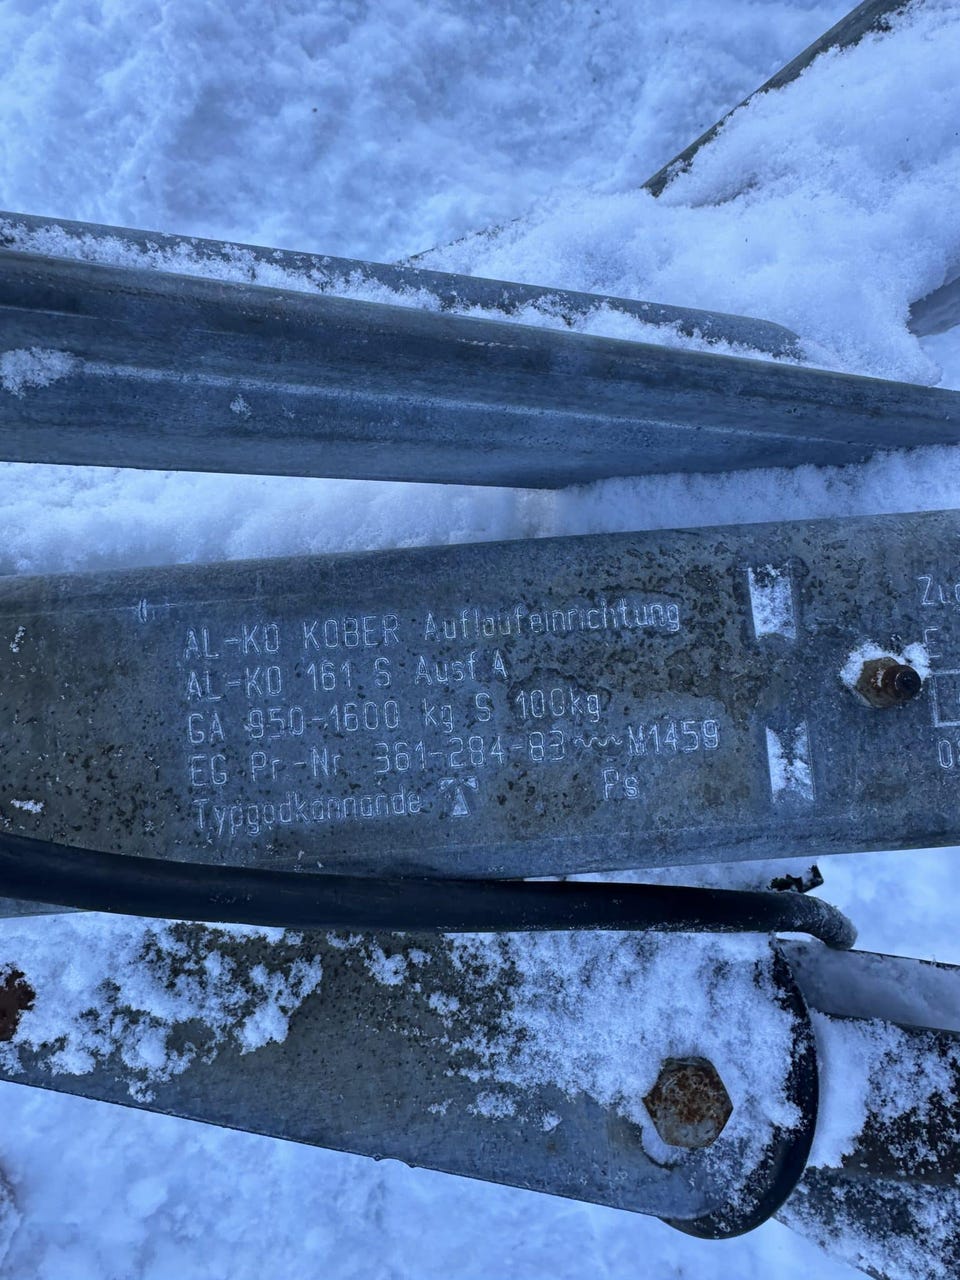 AL-KO KOBER Auflaufeinrichtung
AL-KO 161 S Ausf A
GA 950-1600 kg S 100kg
EG Pr-Nr 361-284-83~~~M1459
Typgodkännande Ps